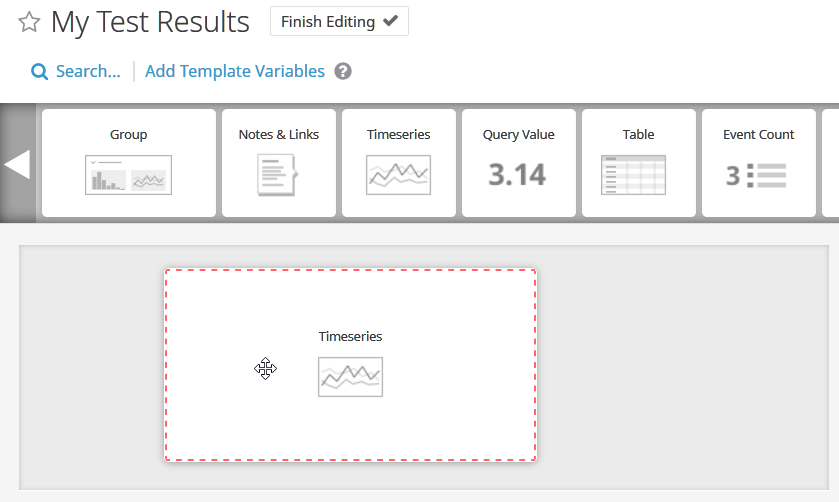 My Test Results
Finish Editing ✔
Search... Add Template Variables ?
Group Notes & Links Timeseries Query Value Table Event Count
3.14 3
Timeseries